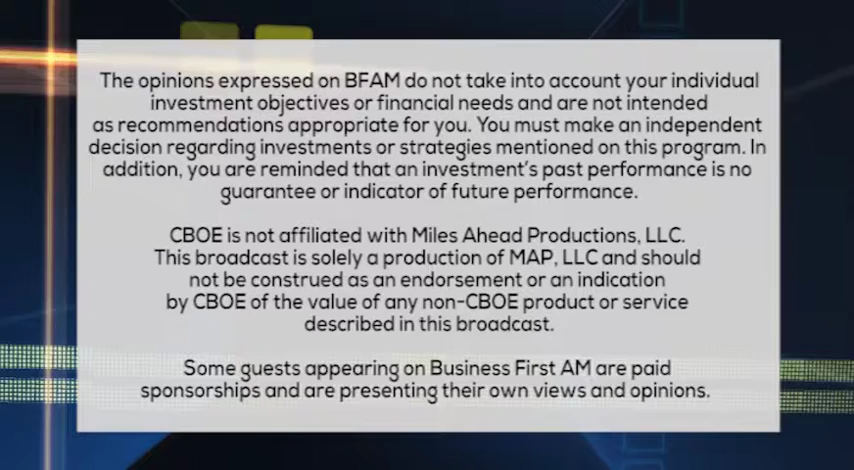 The opinions expressed on BFAM do not take into account your individual
investment objectives or financial needs and are not intended
as recommendations appropriate for you. You must make an independent
decision regarding investments or strategies mentioned on this program. In
addition, you are reminded that an investment's past performance is no
guarantee or indicator of future performance.
CBOE is not affiliated with Miles Ahead Productions, LLC.
This broadcast is solely a production of MAP, LLC and should
not be construed as an endorsement or an indication
by CBOE of the value of any non-CBOE product or service
described in this broadcast.
Some guests appearing on Business First AM are paid
sponsorships and are presenting their own views and opinions.